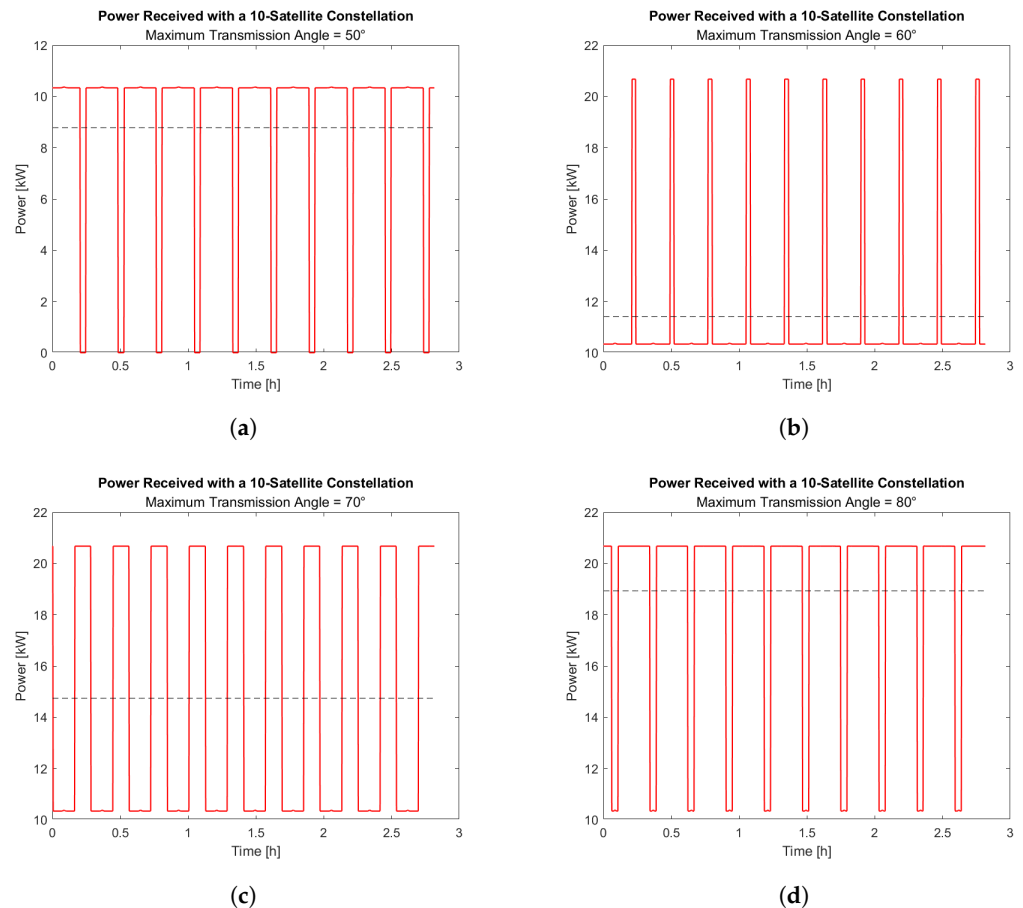 Power Received with a 10-Satellite Constellation
Maximum Transmission Angle = 50°
12
10
8
6
4
2
0
Power [kW]
0 0.5 1 1.5 2 2.5 3
Time [h]
(a)
Power Received with a 10-Satellite Constellation
Maximum Transmission Angle = 60°
22
20
18
16
14
12
10
Power [kW]
0 0.5 1 1.5 2 2.5 3
Time [h]
(b)
Power Received with a 10-Satellite Constellation
Maximum Transmission Angle = 70°
22
20
18
16
14
12
10
Power [kW]
0 0.5 1 1.5 2 2.5 3
Time [h]
(c)
Power Received with a 10-Satellite Constellation
Maximum Transmission Angle = 80°
22
20
18
16
14
12
10
Power [kW]
0 0.5 1 1.5 2 2.5 3
Time [h]
(d)